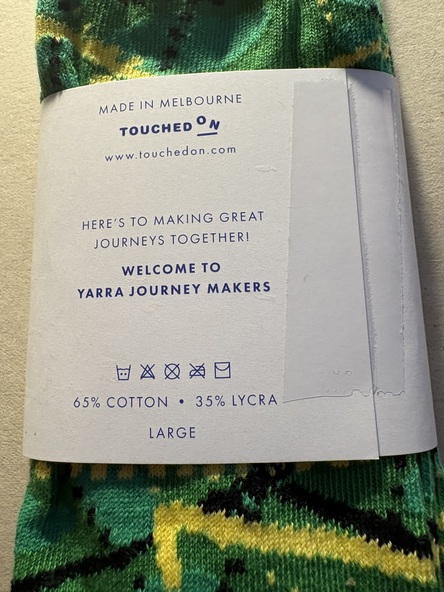 MADE IN MELBOURNE
TOUCHED ON
www.touchedon.com
HERE'S TO MAKING GREAT
JOURNEYS TOGETHER!
WELCOME TO
YARRA JOURNEY MAKERS
65% COTTON • 35% LYCRA
LARGE